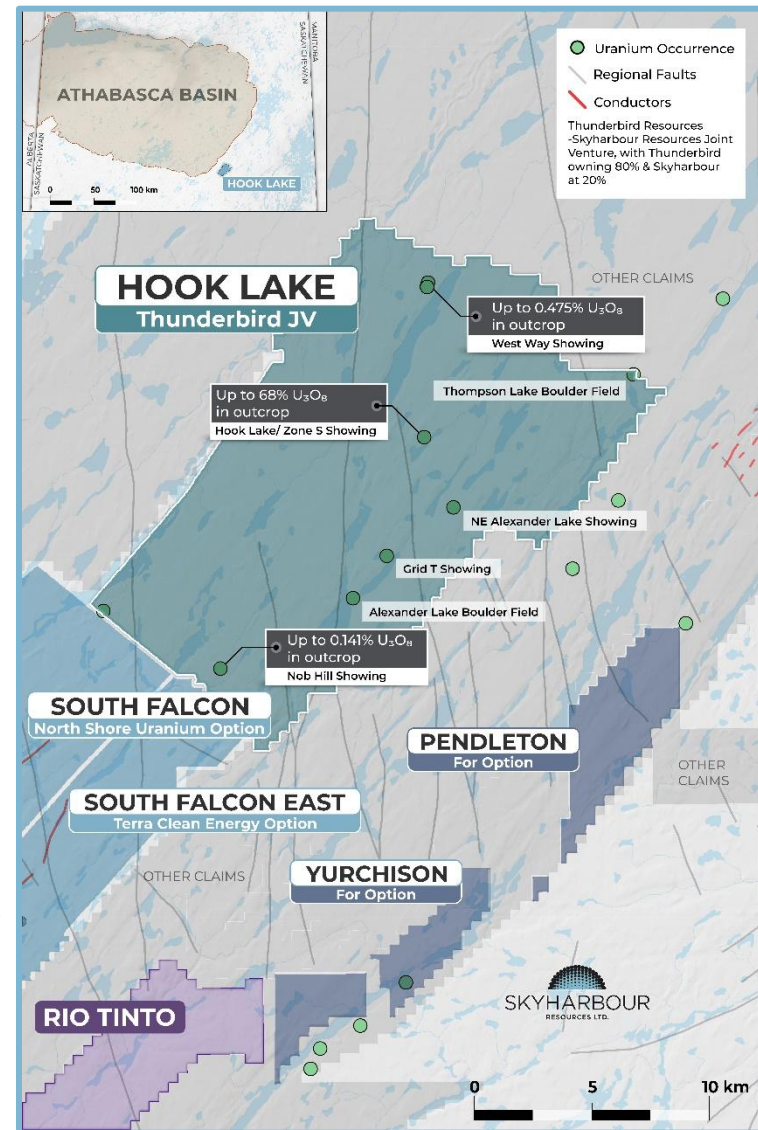 MANITOBA
SASKATCHEWAN
ATHABASCA BASIN
ALBERTA
SASKATCHEWAN
0 50 100 km
HOOK LAKE
Uranium Occurrence
Regional Faults
Conductors
Thunderbird Resources
-Skyharbour Resources Joint
Venture, with Thunderbird
owning 80% & Skyharbour
at 20%
HOOK LAKE
Thunderbird JV
OTHER CLAIMS
Up to 0.475% U₃O₈
in outcrop
West Way Showing
Thompson Lake Boulder Field
Up to 68% U₃O₈
in outcrop
Hook Lake/ Zone S Showing
NE Alexander Lake Showing
Grid T Showing
Alexander Lake Boulder Field
Up to 0.141% U₃O₈
in outcrop
Nob Hill Showing
SOUTH FALCON
North Shore Uranium Option
PENDLETON
For Option
OTHER
CLAIMS
SOUTH FALCON EAST
Terra Clean Energy Option
OTHER CLAIMS
YURCHISON
For Option
RIO TINTO
SKYHARBOUR
RESOURCES LTD.
0 5 10 km